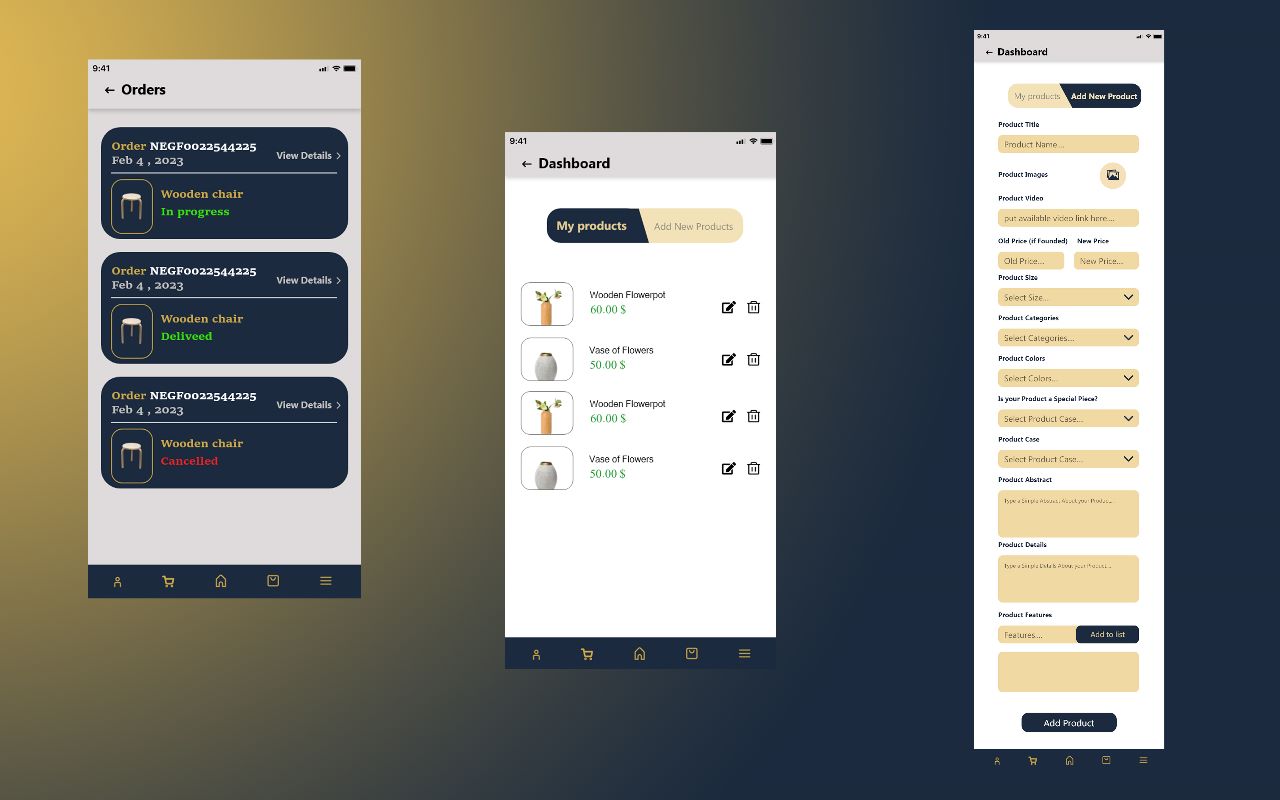 9:41
← Orders
Order NEGF0022544225
Feb 4 , 2023
View Details >
Wooden chair
In progress
Order NEGF0022544225
Feb 4 , 2023
View Details >
Wooden chair
Deliveed
Order NEGF0022544225
Feb 4 , 2023
View Details >
Wooden chair
Cancelled
9:41
← Dashboard
My products
Add New Products
Wooden Flowerpot
60.00 $
Vase of Flowers
50.00 $
Wooden Flowerpot
60.00 $
Vase of Flowers
50.00 $
9:41
← Dashboard
My products
Add New Product
Product Title
Product Name...
Product Images
Product Video
put available video link here....
Old Price (if Founded)
New Price
Old Price...
New Price...
Product Size
Select Size...
Product Categories
Select Categories...
Product Colors
Select Colors...
Is your Product a Special Piece?
Select Product Case...
Product Case
Select Product Case...
Product Abstract
Type a Simple Abstract About your Produc...
Product Details
Type a Simple Details About your Product...
Product Features
Features....
Add to list
Add Product